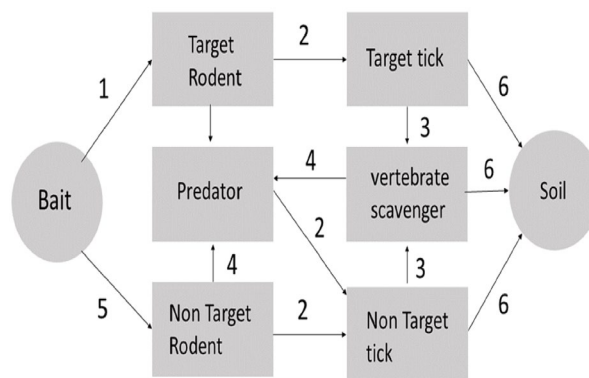 Target
Rodent
2
Target tick
1
6
3
Bait
Predator
4
vertebrate
scavenger
6
Soil
2
4
3
5
Non Target
Rodent
2
Non Target
tick
6